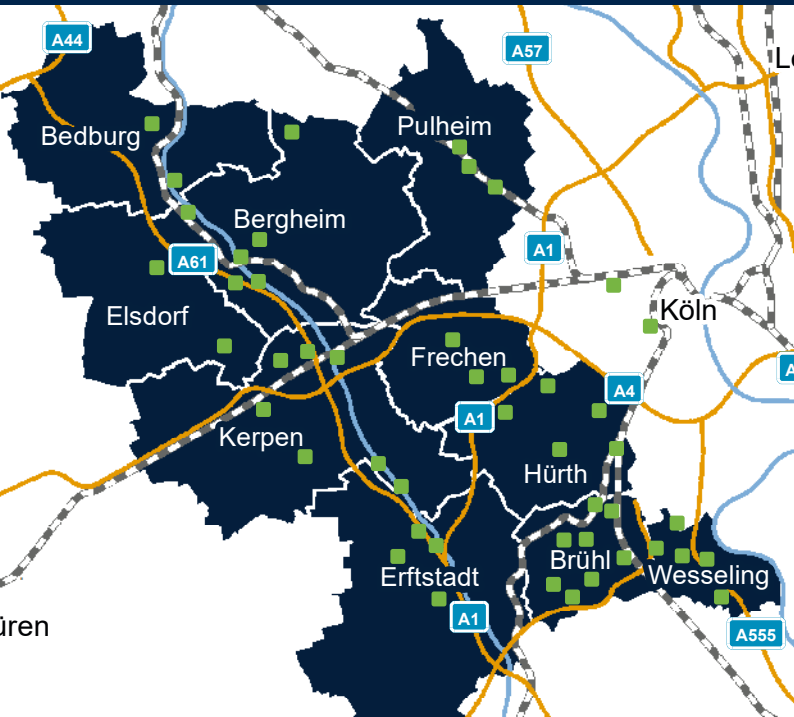 A44
A57
Bedburg
Pulheim
Bergheim
A1
A61
Elsdorf
Köln
Frechen
A4
A1
Kerpen
Hürth
Brühl
Erftstadt
Wesseling
A1
A555
üren